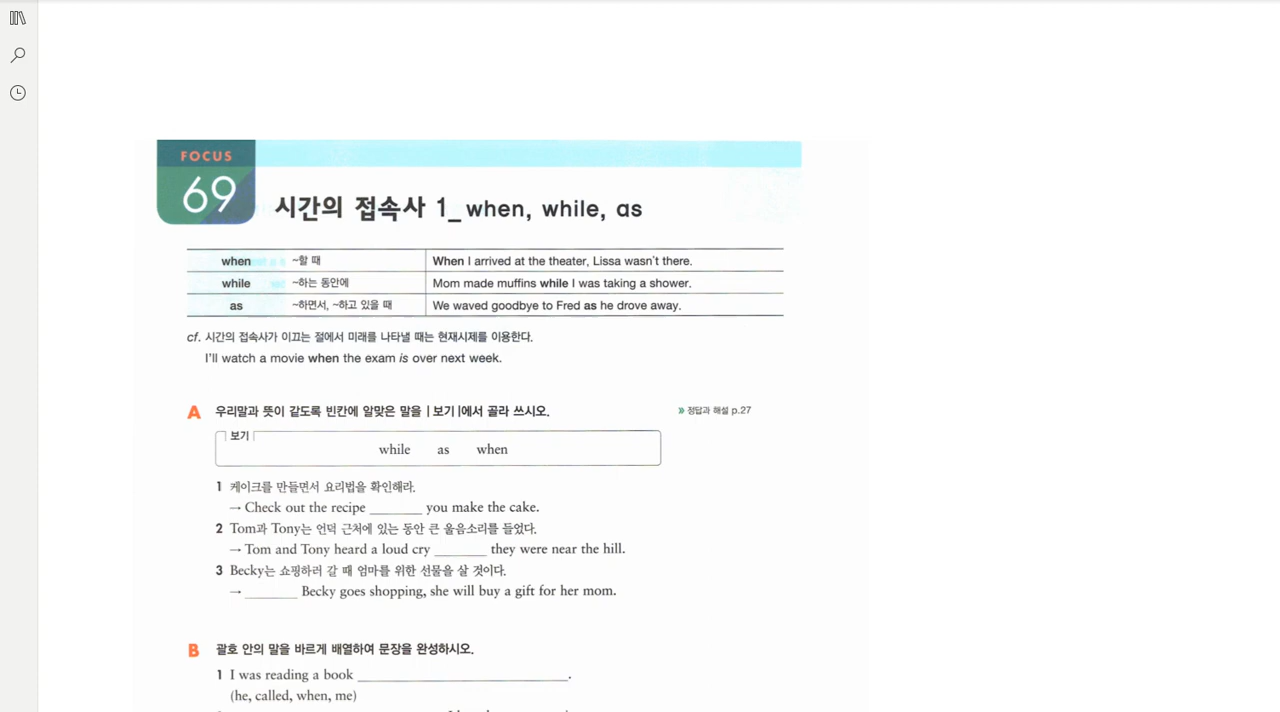 FOCUS
69
시간의 접속사 1_when, while, as
when ~할 때 When I arrived at the theater, Lissa wasn't there.
while ~하는 동안에 Mom made muffins while I was taking a shower.
as ~하면서, ~하고 있을 때 We waved goodbye to Fred as he drove away.
cf. 시간의 접속사가 이끄는 절에서 미래를 나타낼 때는 현재시제를 이용한다.
I'll watch a movie when the exam is over next week.
A 우리말과 뜻이 같도록 빈칸에 알맞은 말을 |보기|에서 골라 쓰시오.
» 정답과 해설 p.27
보기
while as when
1 케이크를 만들면서 요리법을 확인해라.
→ Check out the recipe _______ you make the cake.
2 Tom과 Tony는 언덕 근처에 있는 동안 큰 울음소리를 들었다.
→ Tom and Tony heard a loud cry _______ they were near the hill.
3 Becky는 쇼핑하러 갈 때 엄마를 위한 선물을 살 것이다.
→ _______ Becky goes shopping, she will buy a gift for her mom.
B 괄호 안의 말을 바르게 배열하여 문장을 완성하시오.
1 I was reading a book ____________________________.
(he, called, when, me)